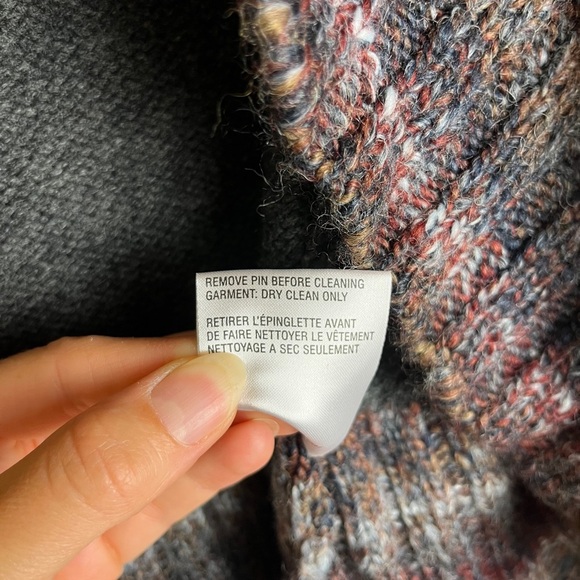 REMOVE PIN BEFORE CLEANING
GARMENT: DRY CLEAN ONLY
RETIRER L'ÉPINGLETTE AVANT
DE FAIRE NETTOYER LE VÊTEMENT
NETTOYAGE A SEC SEULEMENT